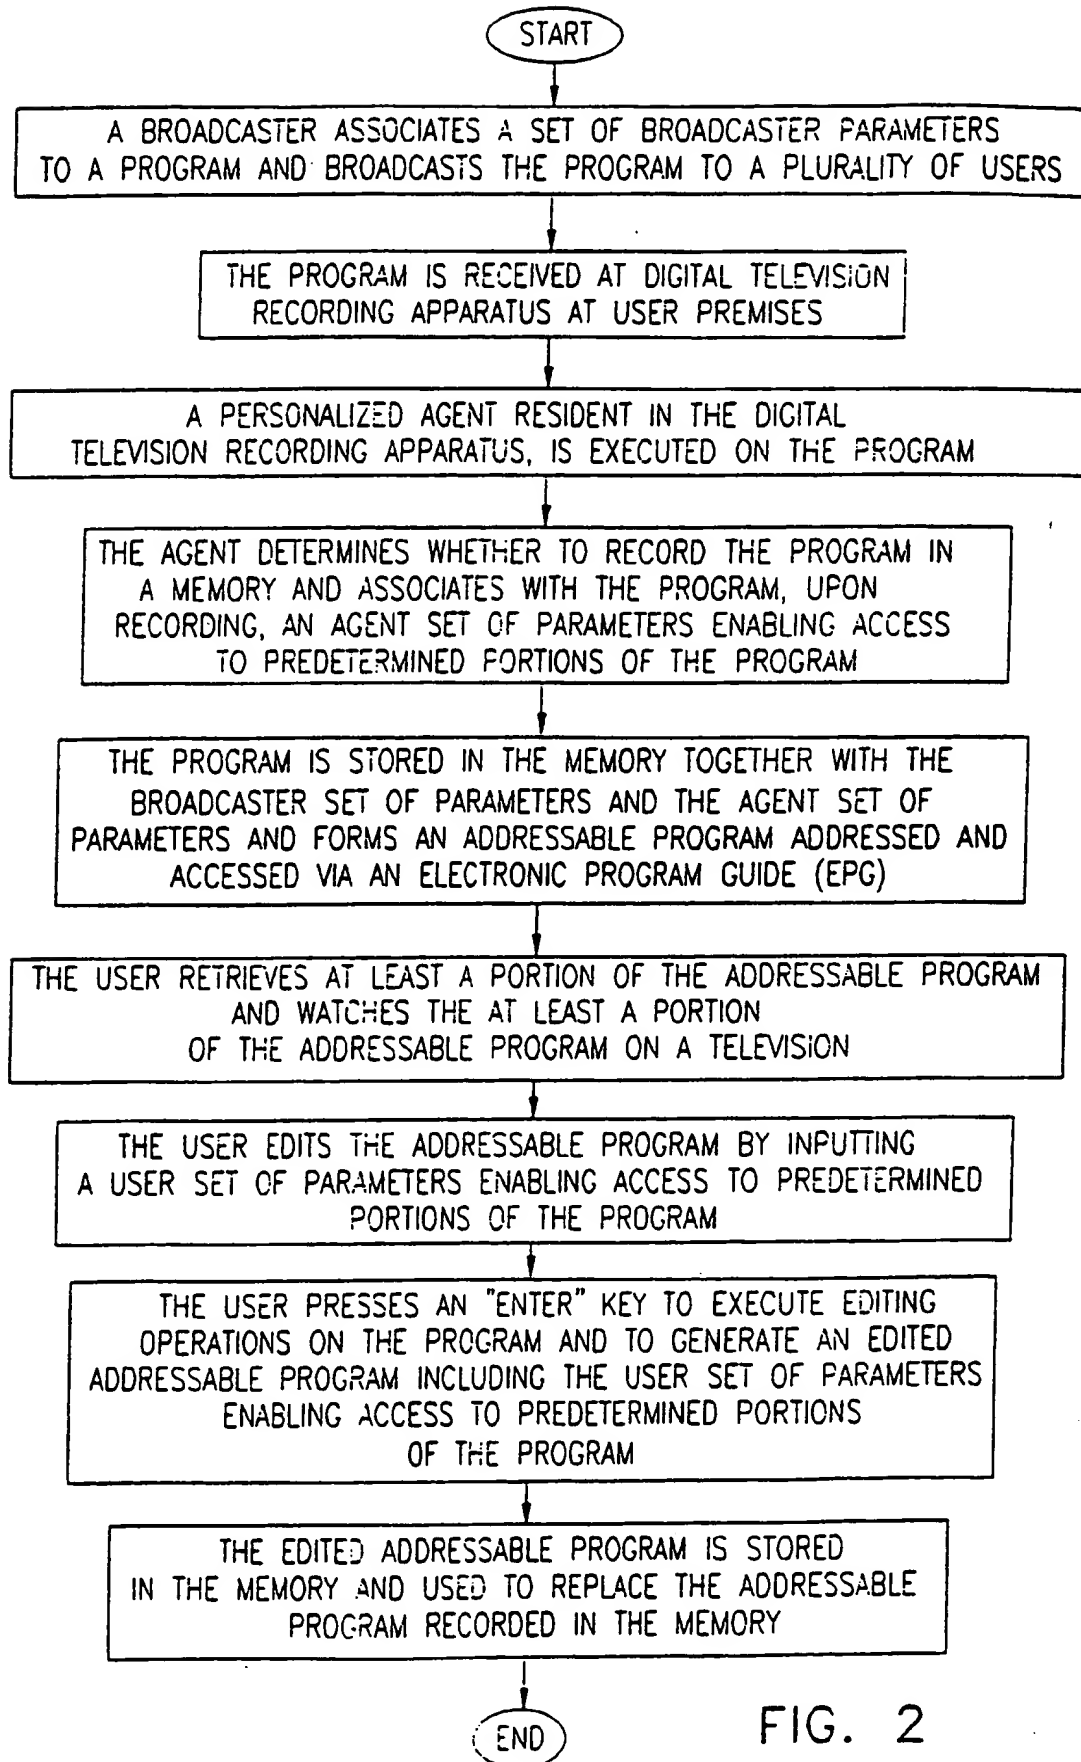 START
A BROADCASTER ASSOCIATES A SET OF BROADCASTER PARAMETERS
TO A PROGRAM AND BROADCASTS THE PROGRAM TO A PLURALITY OF USERS
THE PROGRAM IS RECEIVED AT DIGITAL TELEVISION
RECORDING APPARATUS AT USER PREMISES
A PERSONALIZED AGENT RESIDENT IN THE DIGITAL
TELEVISION RECORDING APPARATUS, IS EXECUTED ON THE PROGRAM
THE AGENT DETERMINES WHETHER TO RECORD THE PROGRAM IN
A MEMORY AND ASSOCIATES WITH THE PROGRAM, UPON
RECORDING, AN AGENT SET OF PARAMETERS ENABLING ACCESS
TO PREDETERMINED PORTIONS OF THE PROGRAM
THE PROGRAM IS STORED IN THE MEMORY TOGETHER WITH THE
BROADCASTER SET OF PARAMETERS AND THE AGENT SET OF
PARAMETERS AND FORMS AN ADDRESSABLE PROGRAM ADDRESSED AND
ACCESSED VIA AN ELECTRONIC PROGRAM GUIDE (EPG)
THE USER RETRIEVES AT LEAST A PORTION OF THE ADDRESSABLE PROGRAM
AND WATCHES THE AT LEAST A PORTION
OF THE ADDRESSABLE PROGRAM ON A TELEVISION
THE USER EDITS THE ADDRESSABLE PROGRAM BY INPUTTING
A USER SET OF PARAMETERS ENABLING ACCESS TO PREDETERMINED
PORTIONS OF THE PROGRAM
THE USER PRESSES AN "ENTER" KEY TO EXECUTE EDITING
OPERATIONS ON THE PROGRAM AND TO GENERATE AN EDITED
ADDRESSABLE PROGRAM INCLUDING THE USER SET OF PARAMETERS
ENABLING ACCESS TO PREDETERMINED PORTIONS
OF THE PROGRAM
THE EDITED ADDRESSABLE PROGRAM IS STORED
IN THE MEMORY AND USED TO REPLACE THE ADDRESSABLE
PROGRAM RECORDED IN THE MEMORY
END
FIG. 2